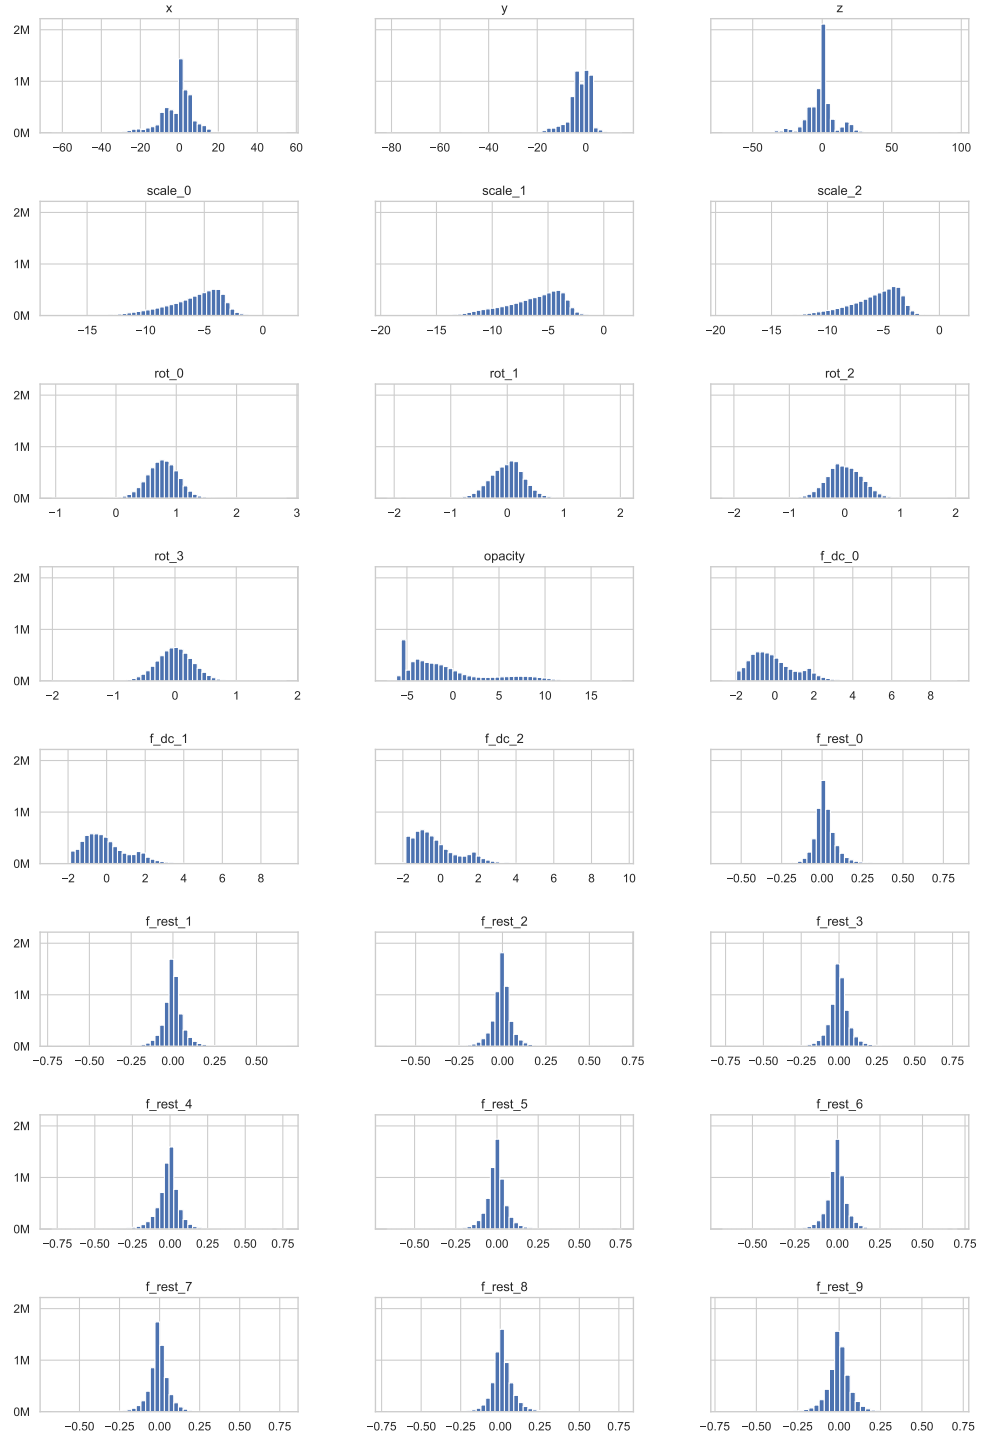 x y z
2M
1M
0M
−60 −40 −20 0 20 40 60 −80 −60 −40 −20 0 −50 0 50 100
scale_0 scale_1 scale_2
2M
1M
0M
−15 −10 −5 0 −20 −15 −10 −5 0 −20 −15 −10 −5 0
rot_0 rot_1 rot_2
2M
1M
0M
−1 0 1 2 3 −2 −1 0 1 2 −2 −1 0 1 2
rot_3 opacity f_dc_0
2M
1M
0M
−2 −1 0 1 2 −5 0 5 10 15 −2 0 2 4 6 8
f_dc_1 f_dc_2 f_rest_0
2M
1M
0M
−2 0 2 4 6 8 −2 0 2 4 6 8 10 −0.50 −0.25 0.00 0.25 0.50 0.75
f_rest_1 f_rest_2 f_rest_3
2M
1M
0M
−0.75 −0.50 −0.25 0.00 0.25 0.50 −0.50 −0.25 0.00 0.25 0.50 0.75 −0.75 −0.50 −0.25 0.00 0.25 0.50 0.75
f_rest_4 f_rest_5 f_rest_6
2M
1M
0M
−0.75 −0.50 −0.25 0.00 0.25 0.50 0.75 −0.50 −0.25 0.00 0.25 0.50 0.75 −0.50 −0.25 0.00 0.25 0.50 0.75
f_rest_7 f_rest_8 f_rest_9
2M
1M
0M
−0.50 −0.25 0.00 0.25 0.50 0.75 −0.75 −0.50 −0.25 0.00 0.25 0.50 0.75 −0.75 −0.50 −0.25 0.00 0.25 0.50 0.75